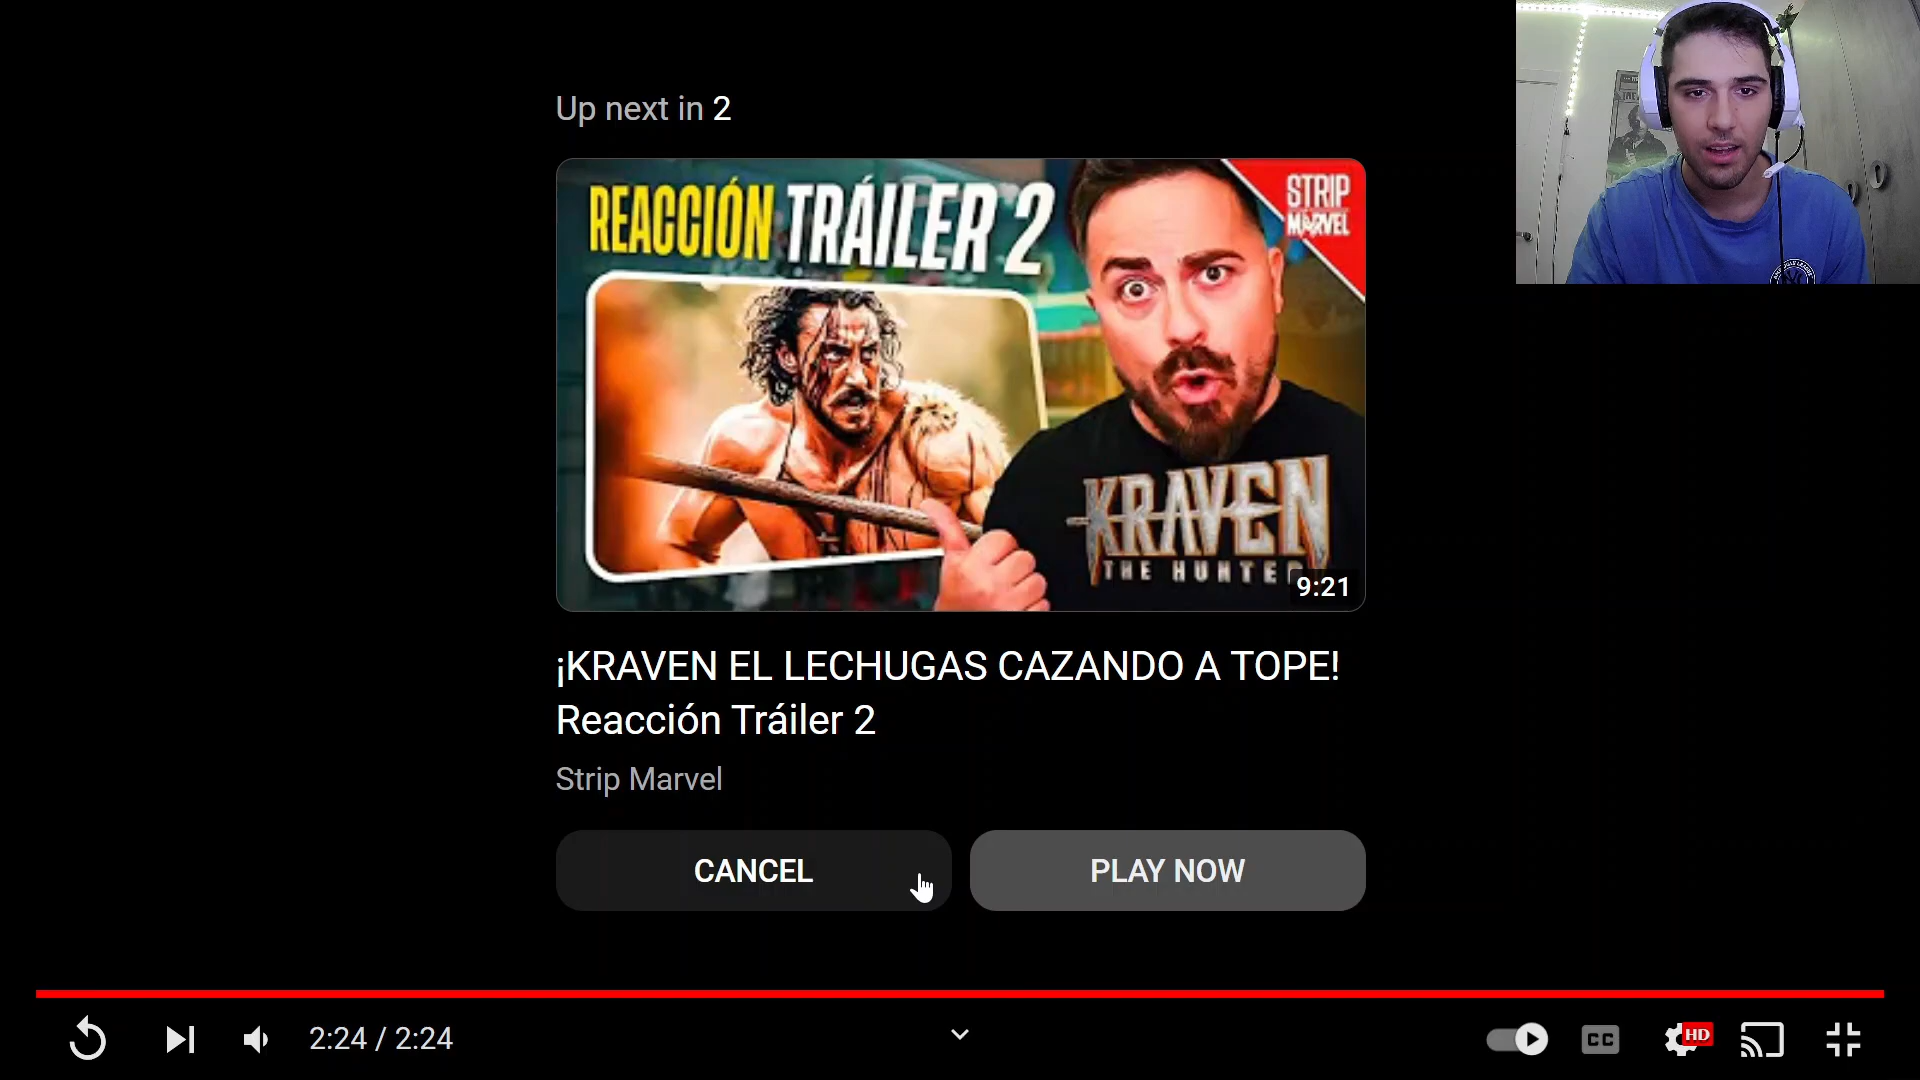 Up next in 2
REACCIÓN TRÁILER 2
STRIP
MARVEL
KRAVEN
THE HUNTER
9:21
¡KRAVEN EL LECHUGAS CAZANDO A TOPE!
Reacción Tráiler 2
Strip Marvel
CANCEL
PLAY NOW
2:24 / 2:24
CC
HD